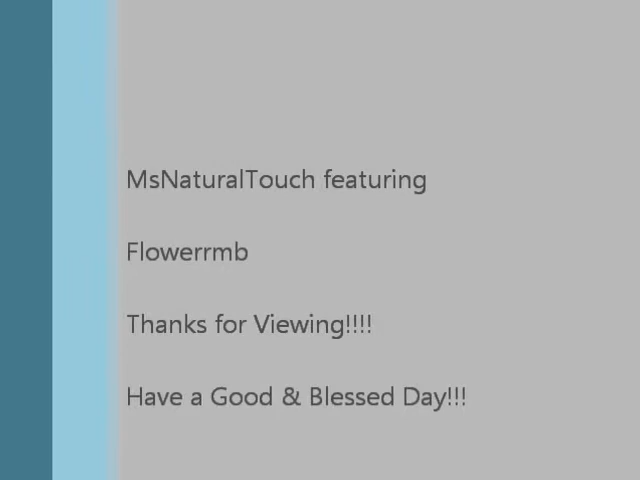 MsNaturalTouch featuring
Flowerrmb
Thanks for Viewing!!!!
Have a Good & Blessed Day!!!